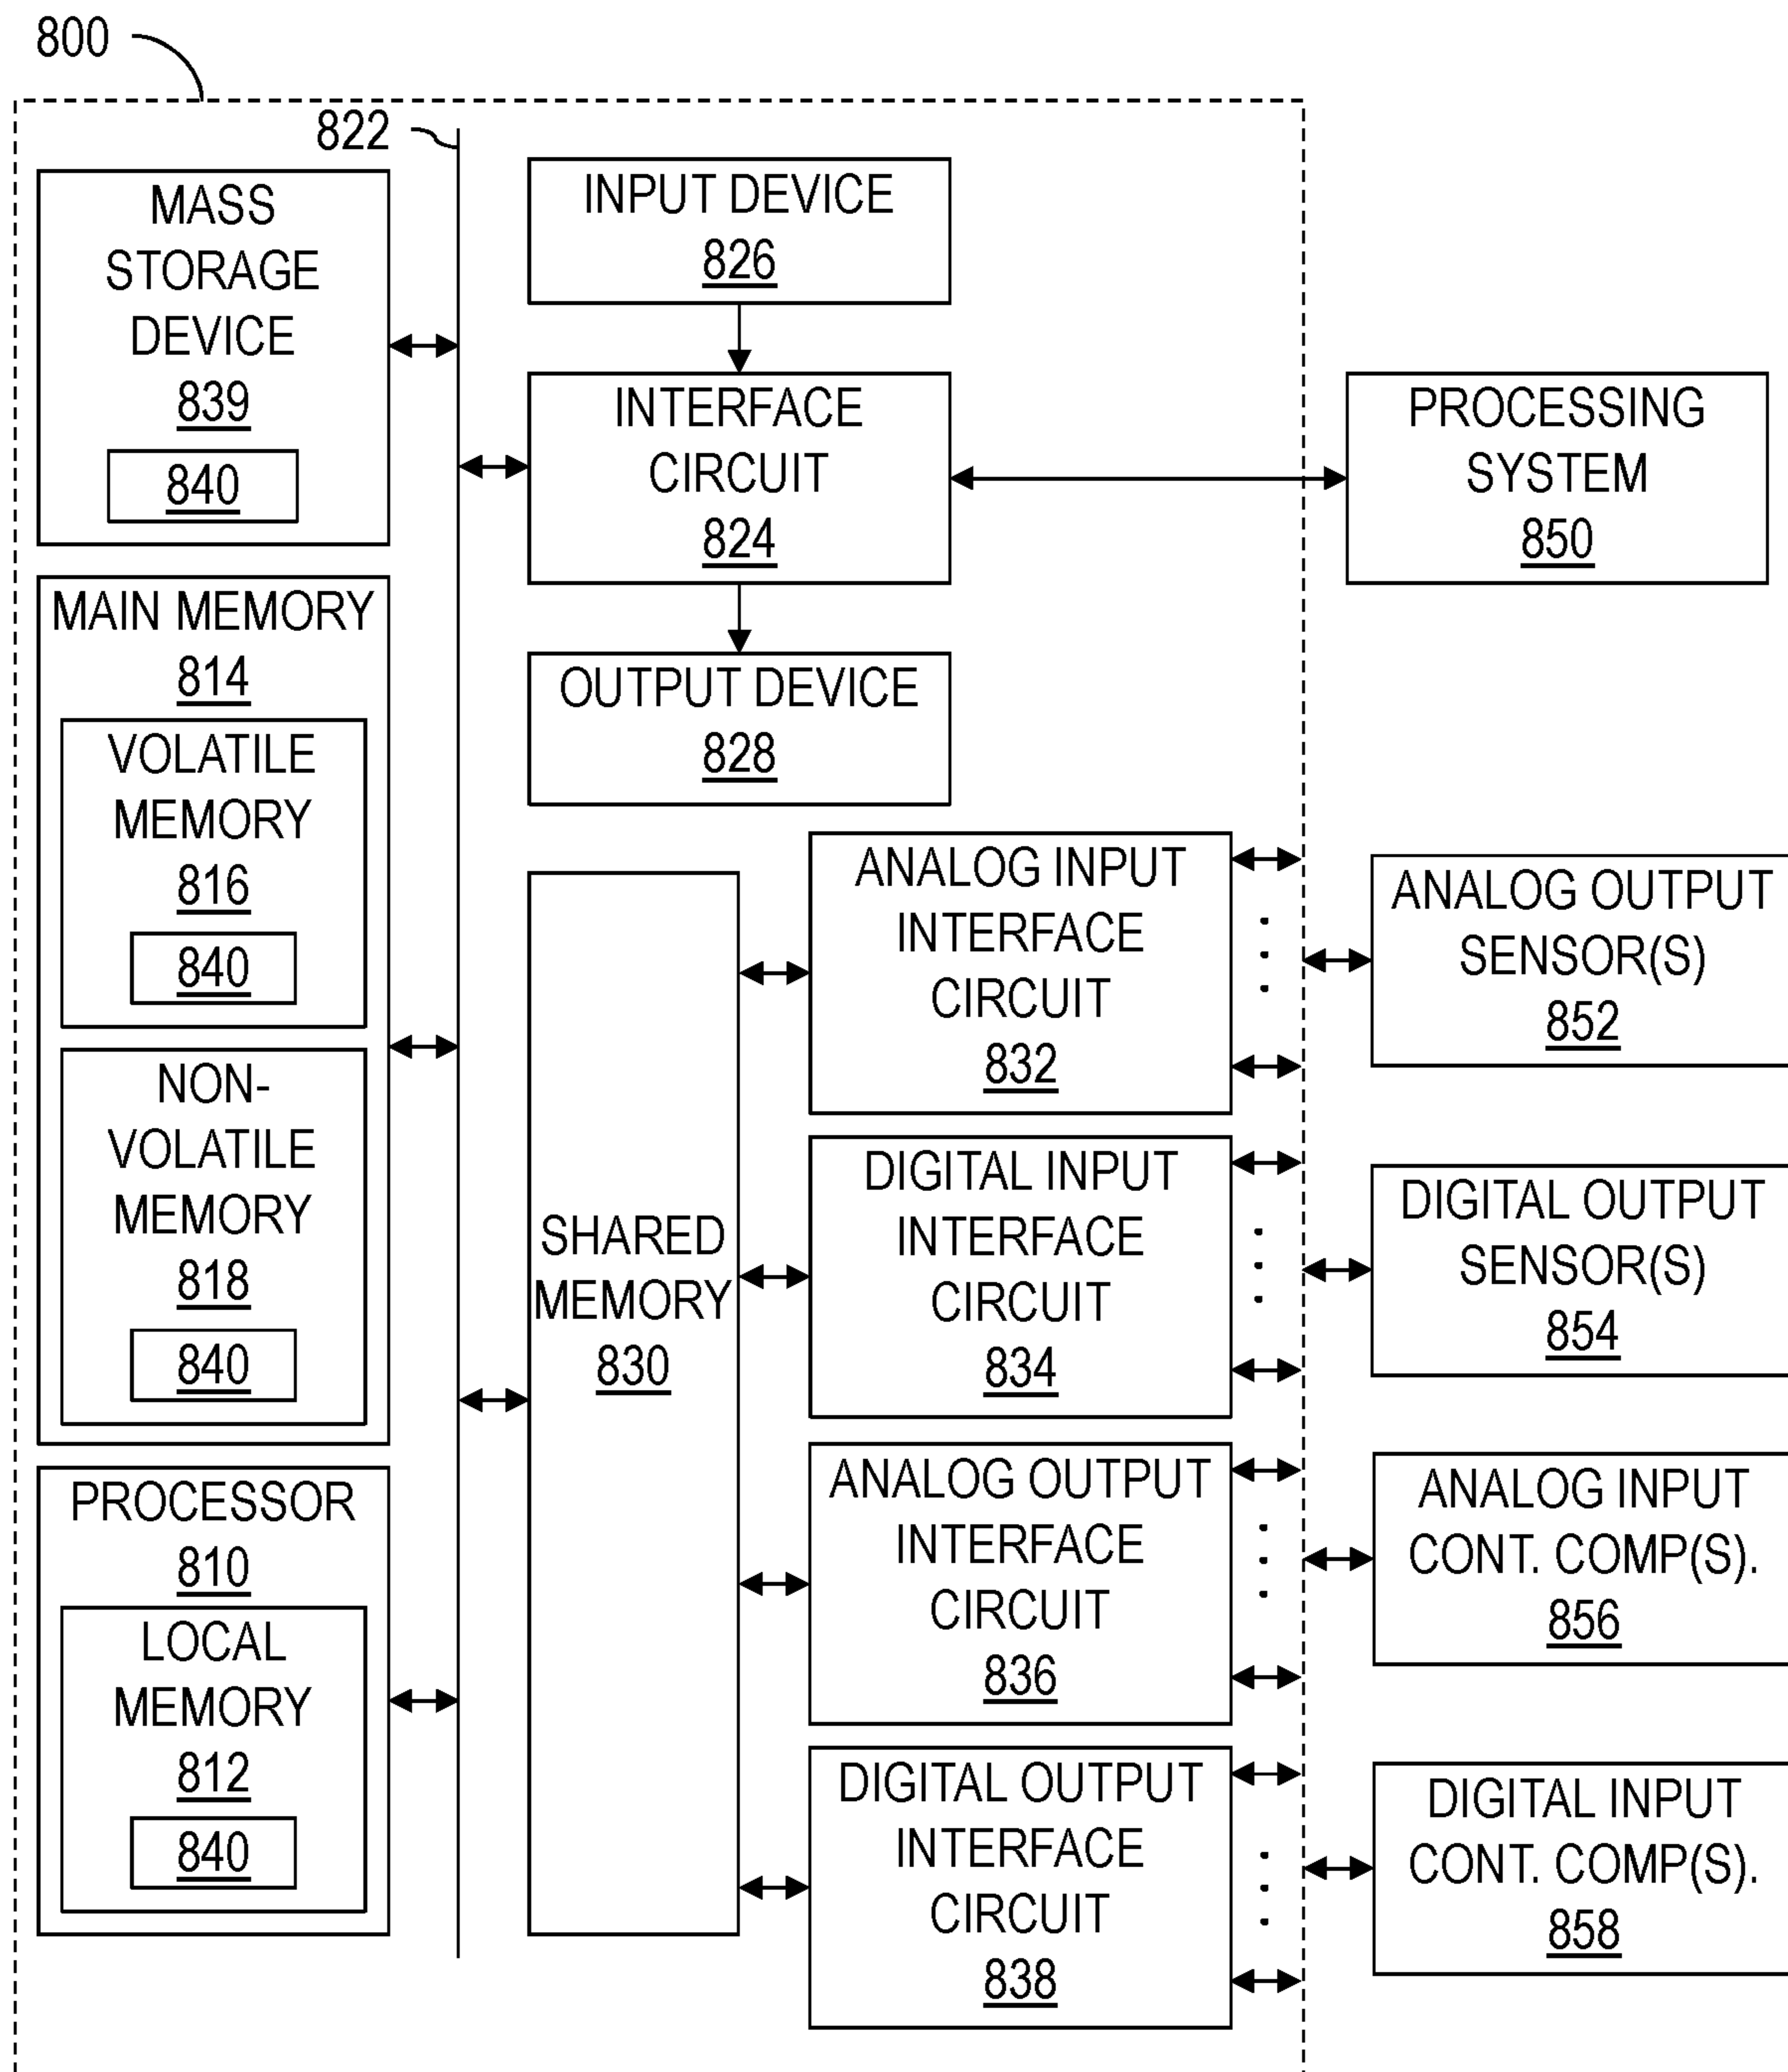 800
822
MASS
STORAGE
DEVICE
839
840
MAIN MEMORY
814
VOLATILE
MEMORY
816
840
NON-
VOLATILE
MEMORY
818
840
PROCESSOR
810
LOCAL
MEMORY
812
840
INPUT DEVICE
826
INTERFACE
CIRCUIT
824
OUTPUT DEVICE
828
SHARED
MEMORY
830
ANALOG INPUT
INTERFACE
CIRCUIT
832
DIGITAL INPUT
INTERFACE
CIRCUIT
834
ANALOG OUTPUT
INTERFACE
CIRCUIT
836
DIGITAL OUTPUT
INTERFACE
CIRCUIT
838
PROCESSING
SYSTEM
850
ANALOG OUTPUT
SENSOR(S)
852
DIGITAL OUTPUT
SENSOR(S)
854
ANALOG INPUT
CONT. COMP(S).
856
DIGITAL INPUT
CONT. COMP(S).
858